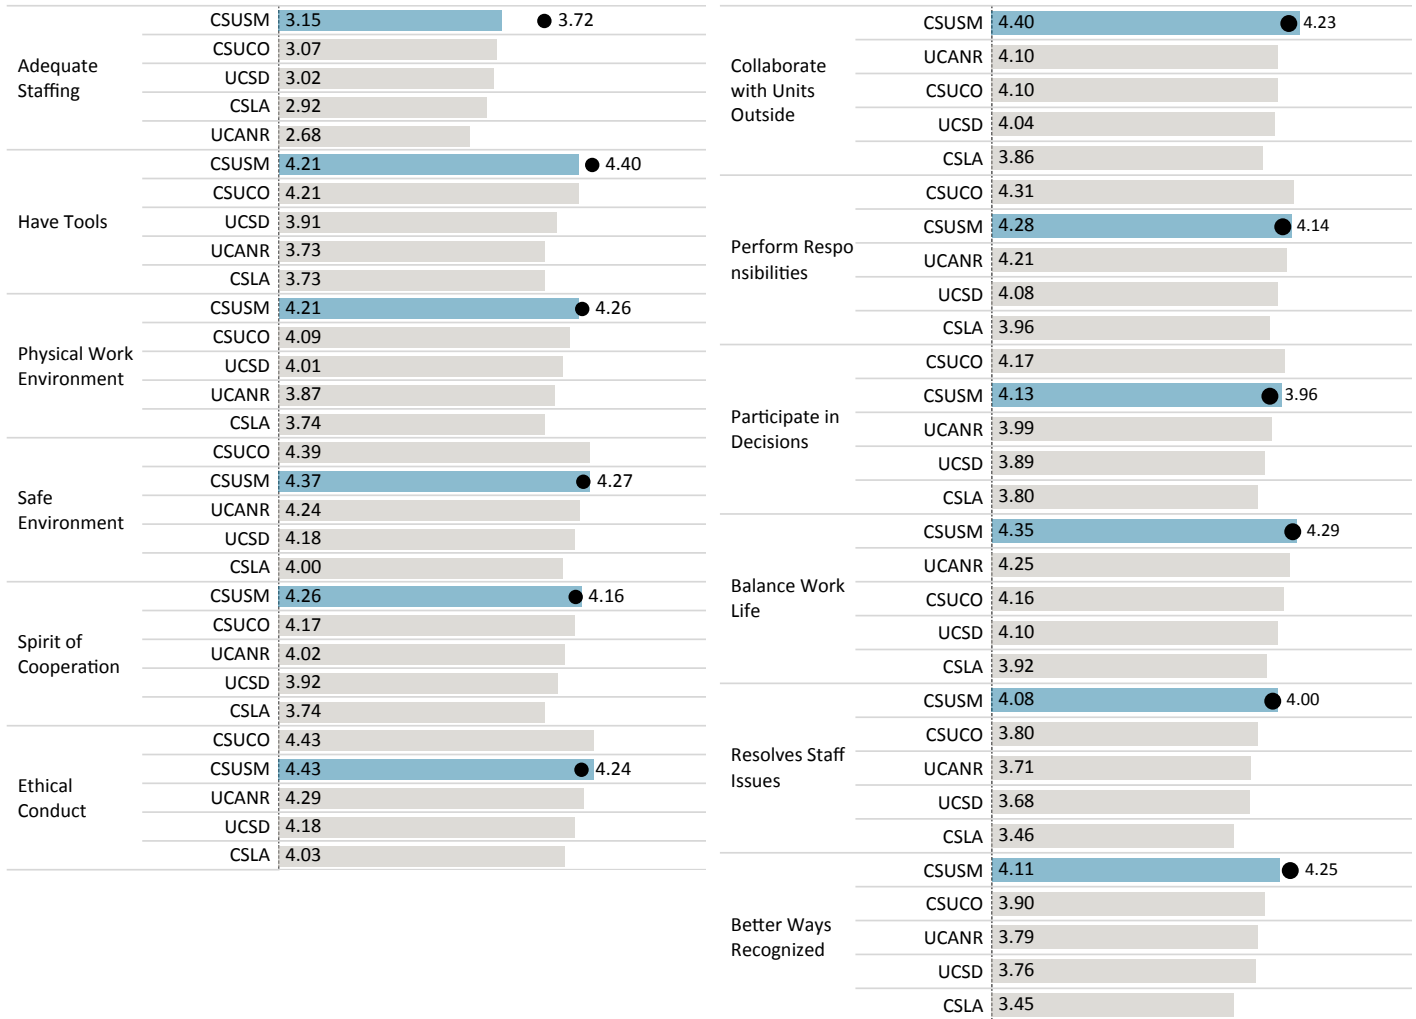 CSUSM 3.15 3.72
CSUCO 3.07
Adequate
Staffing
UCSD 3.02
CSLA 2.92
UCANR 2.68
CSUSM 4.21 4.40
CSUCO 4.21
Have Tools
UCSD 3.91
UCANR 3.73
CSLA 3.73
CSUSM 4.21 4.26
CSUCO 4.09
Physical Work
Environment
UCSD 4.01
UCANR 3.87
CSLA 3.74
CSUCO 4.39
CSUSM 4.37 4.27
Safe
Environment
UCANR 4.24
UCSD 4.18
CSLA 4.00
CSUSM 4.26 4.16
CSUCO 4.17
Spirit of
Cooperation
UCANR 4.02
UCSD 3.92
CSLA 3.74
CSUCO 4.43
CSUSM 4.43 4.24
Ethical
Conduct
UCANR 4.29
UCSD 4.18
CSLA 4.03
CSUSM 4.40 4.23
UCANR 4.10
Collaborate
with Units
Outside
CSUCO 4.10
UCSD 4.04
CSLA 3.86
CSUCO 4.31
CSUSM 4.28 4.14
Perform Respo
nsibilities
UCANR 4.21
UCSD 4.08
CSLA 3.96
CSUCO 4.17
CSUSM 4.13 3.96
Participate in
Decisions
UCANR 3.99
UCSD 3.89
CSLA 3.80
CSUSM 4.35 4.29
UCANR 4.25
Balance Work
Life
CSUCO 4.16
UCSD 4.10
CSLA 3.92
CSUSM 4.08 4.00
CSUCO 3.80
Resolves Staff
Issues
UCANR 3.71
UCSD 3.68
CSLA 3.46
CSUSM 4.11 4.25
CSUCO 3.90
Better Ways
Recognized
UCANR 3.79
UCSD 3.76
CSLA 3.45